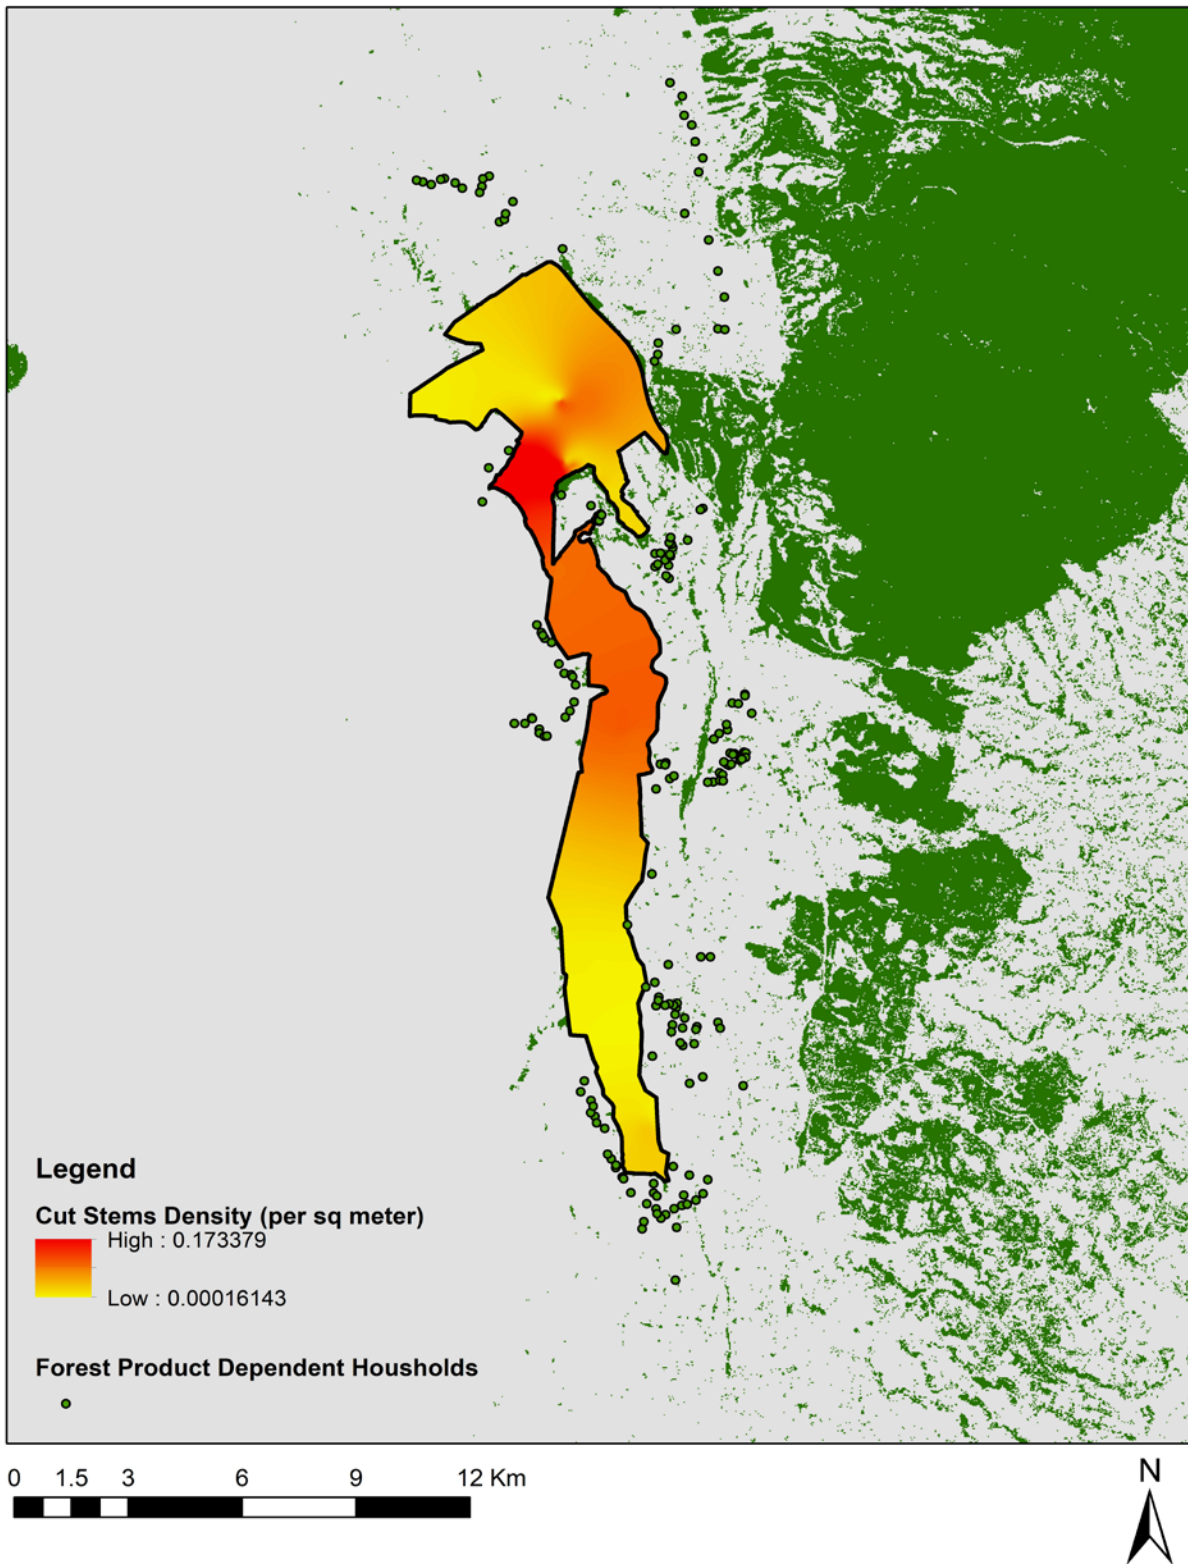 Legend
Cut Stems Density (per sq meter)
High : 0.173379
Low : 0.00016143
Forest Product Dependent Housholds
0 1.5 3 6 9 12 Km
N